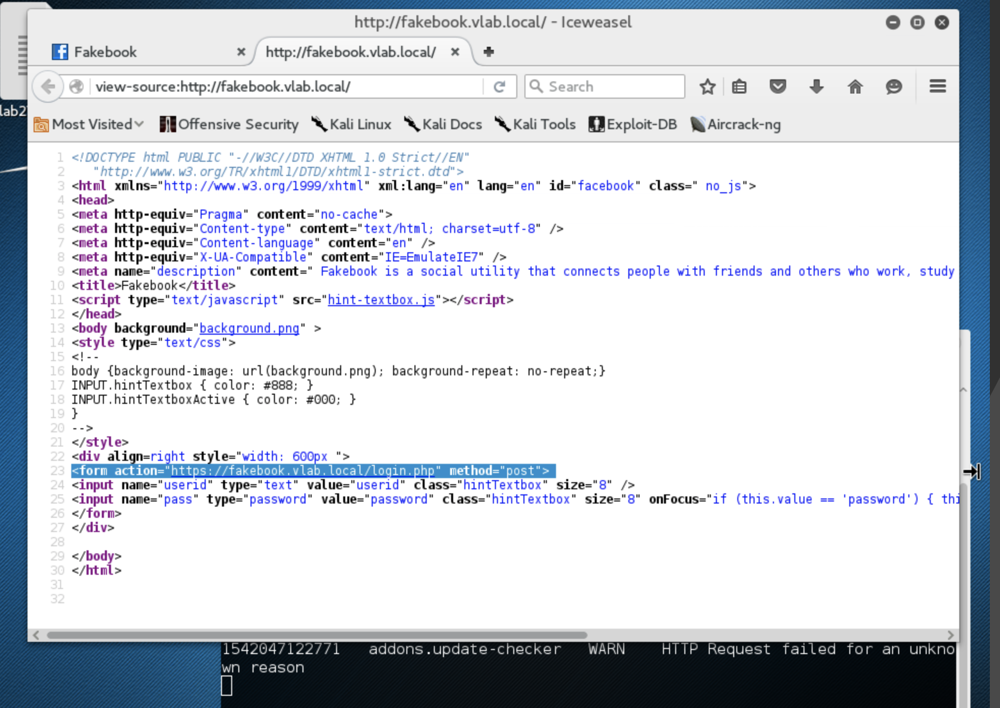 http://fakebook.vlab.local/ - Iceweasel
Fakebook
http://fakebook.vlab.local/
view-source:http://fakebook.vlab.local/
Search
lab2
Most Visited
Offensive Security
Kali Linux
Kali Docs
Kali Tools
Exploit-DB
Aircrack-ng
1 <!DOCTYPE html PUBLIC "-//W3C//DTD XHTML 1.0 Strict//EN"
2 "http://www.w3.org/TR/xhtml1/DTD/xhtml1-strict.dtd">
3 <html xmlns="http://www.w3.org/1999/xhtml" xml:lang="en" lang="en" id="facebook" class=" no_js">
4 <head>
5 <meta http-equiv="Pragma" content="no-cache">
6 <meta http-equiv="Content-type" content="text/html; charset=utf-8" />
7 <meta http-equiv="Content-language" content="en" />
8 <meta http-equiv="X-UA-Compatible" content="IE=EmulateIE7" />
9 <meta name="description" content=" Fakebook is a social utility that connects people with friends and others who work, study
10 <title>Fakebook</title>
11 <script type="text/javascript" src="hint-textbox.js"></script>
12 </head>
13 <body background="background.png" >
14 <style type="text/css">
15 <!--
16 body {background-image: url(background.png); background-repeat: no-repeat;}
17 INPUT.hintTextbox { color: #888; }
18 INPUT.hintTextboxActive { color: #000; }
19 }
20 -->
21 </style>
22 <div align=right style="width: 600px ">
23 <form action="https://fakebook.vlab.local/login.php" method="post">
24 <input name="userid" type="text" value="userid" class="hintTextbox" size="8" />
25 <input name="pass" type="password" value="password" class="hintTextbox" size="8" onFocus="if (this.value == 'password') { thi
26 </form>
27 </div>
28
29 </body>
30 </html>
31
32
1542047122771 addons.update-checker WARN HTTP Request failed for an unkno
wn reason